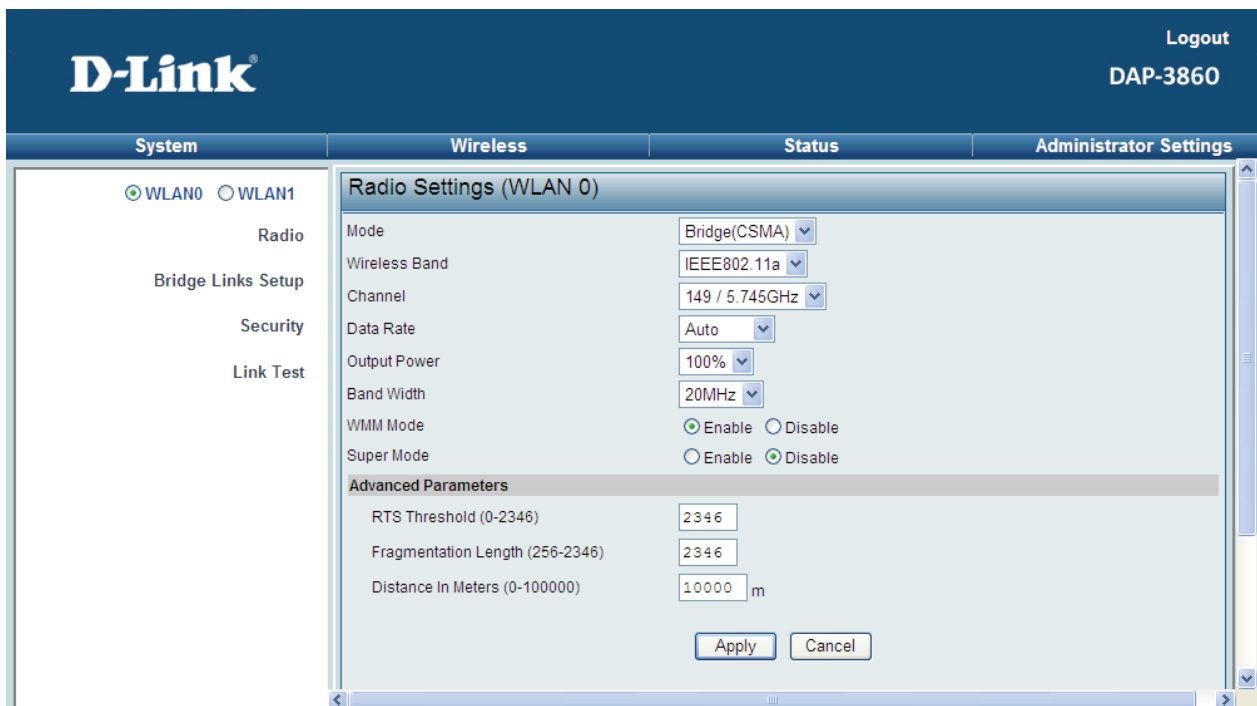 Logout
D-Link®
DAP-3860
System Wireless Status Administrator Settings
WLAN0 WLAN1
Radio
Bridge Links Setup
Security
Link Test
Radio Settings (WLAN 0)
Mode Bridge(CSMA)
Wireless Band IEEE802.11a
Channel 149 / 5.745GHz
Data Rate Auto
Output Power 100%
Band Width 20MHz
WMM Mode Enable Disable
Super Mode Enable Disable
Advanced Parameters
RTS Threshold (0-2346) 2346
Fragmentation Length (256-2346) 2346
Distance In Meters (0-100000) 10000 m
Apply Cancel